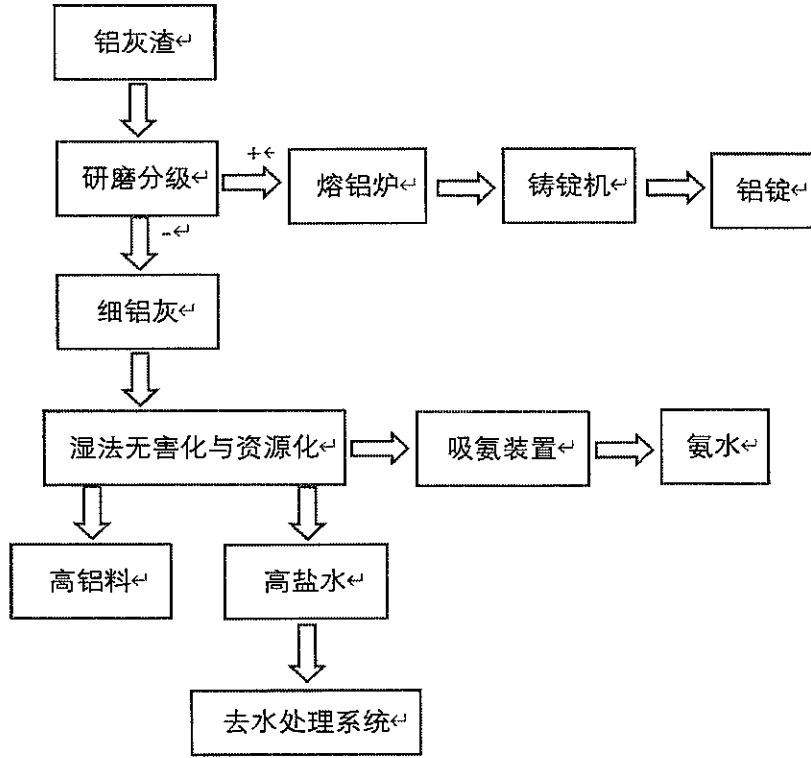 铝灰渣↵
研磨分级↵
+←
熔铝炉↵
铸锭机↵
铝锭↵
-↵
细铝灰↵
湿法无害化与资源化↵
吸氨装置↵
氨水↵
高铝料↵
高盐水↵
去水处理系统↵